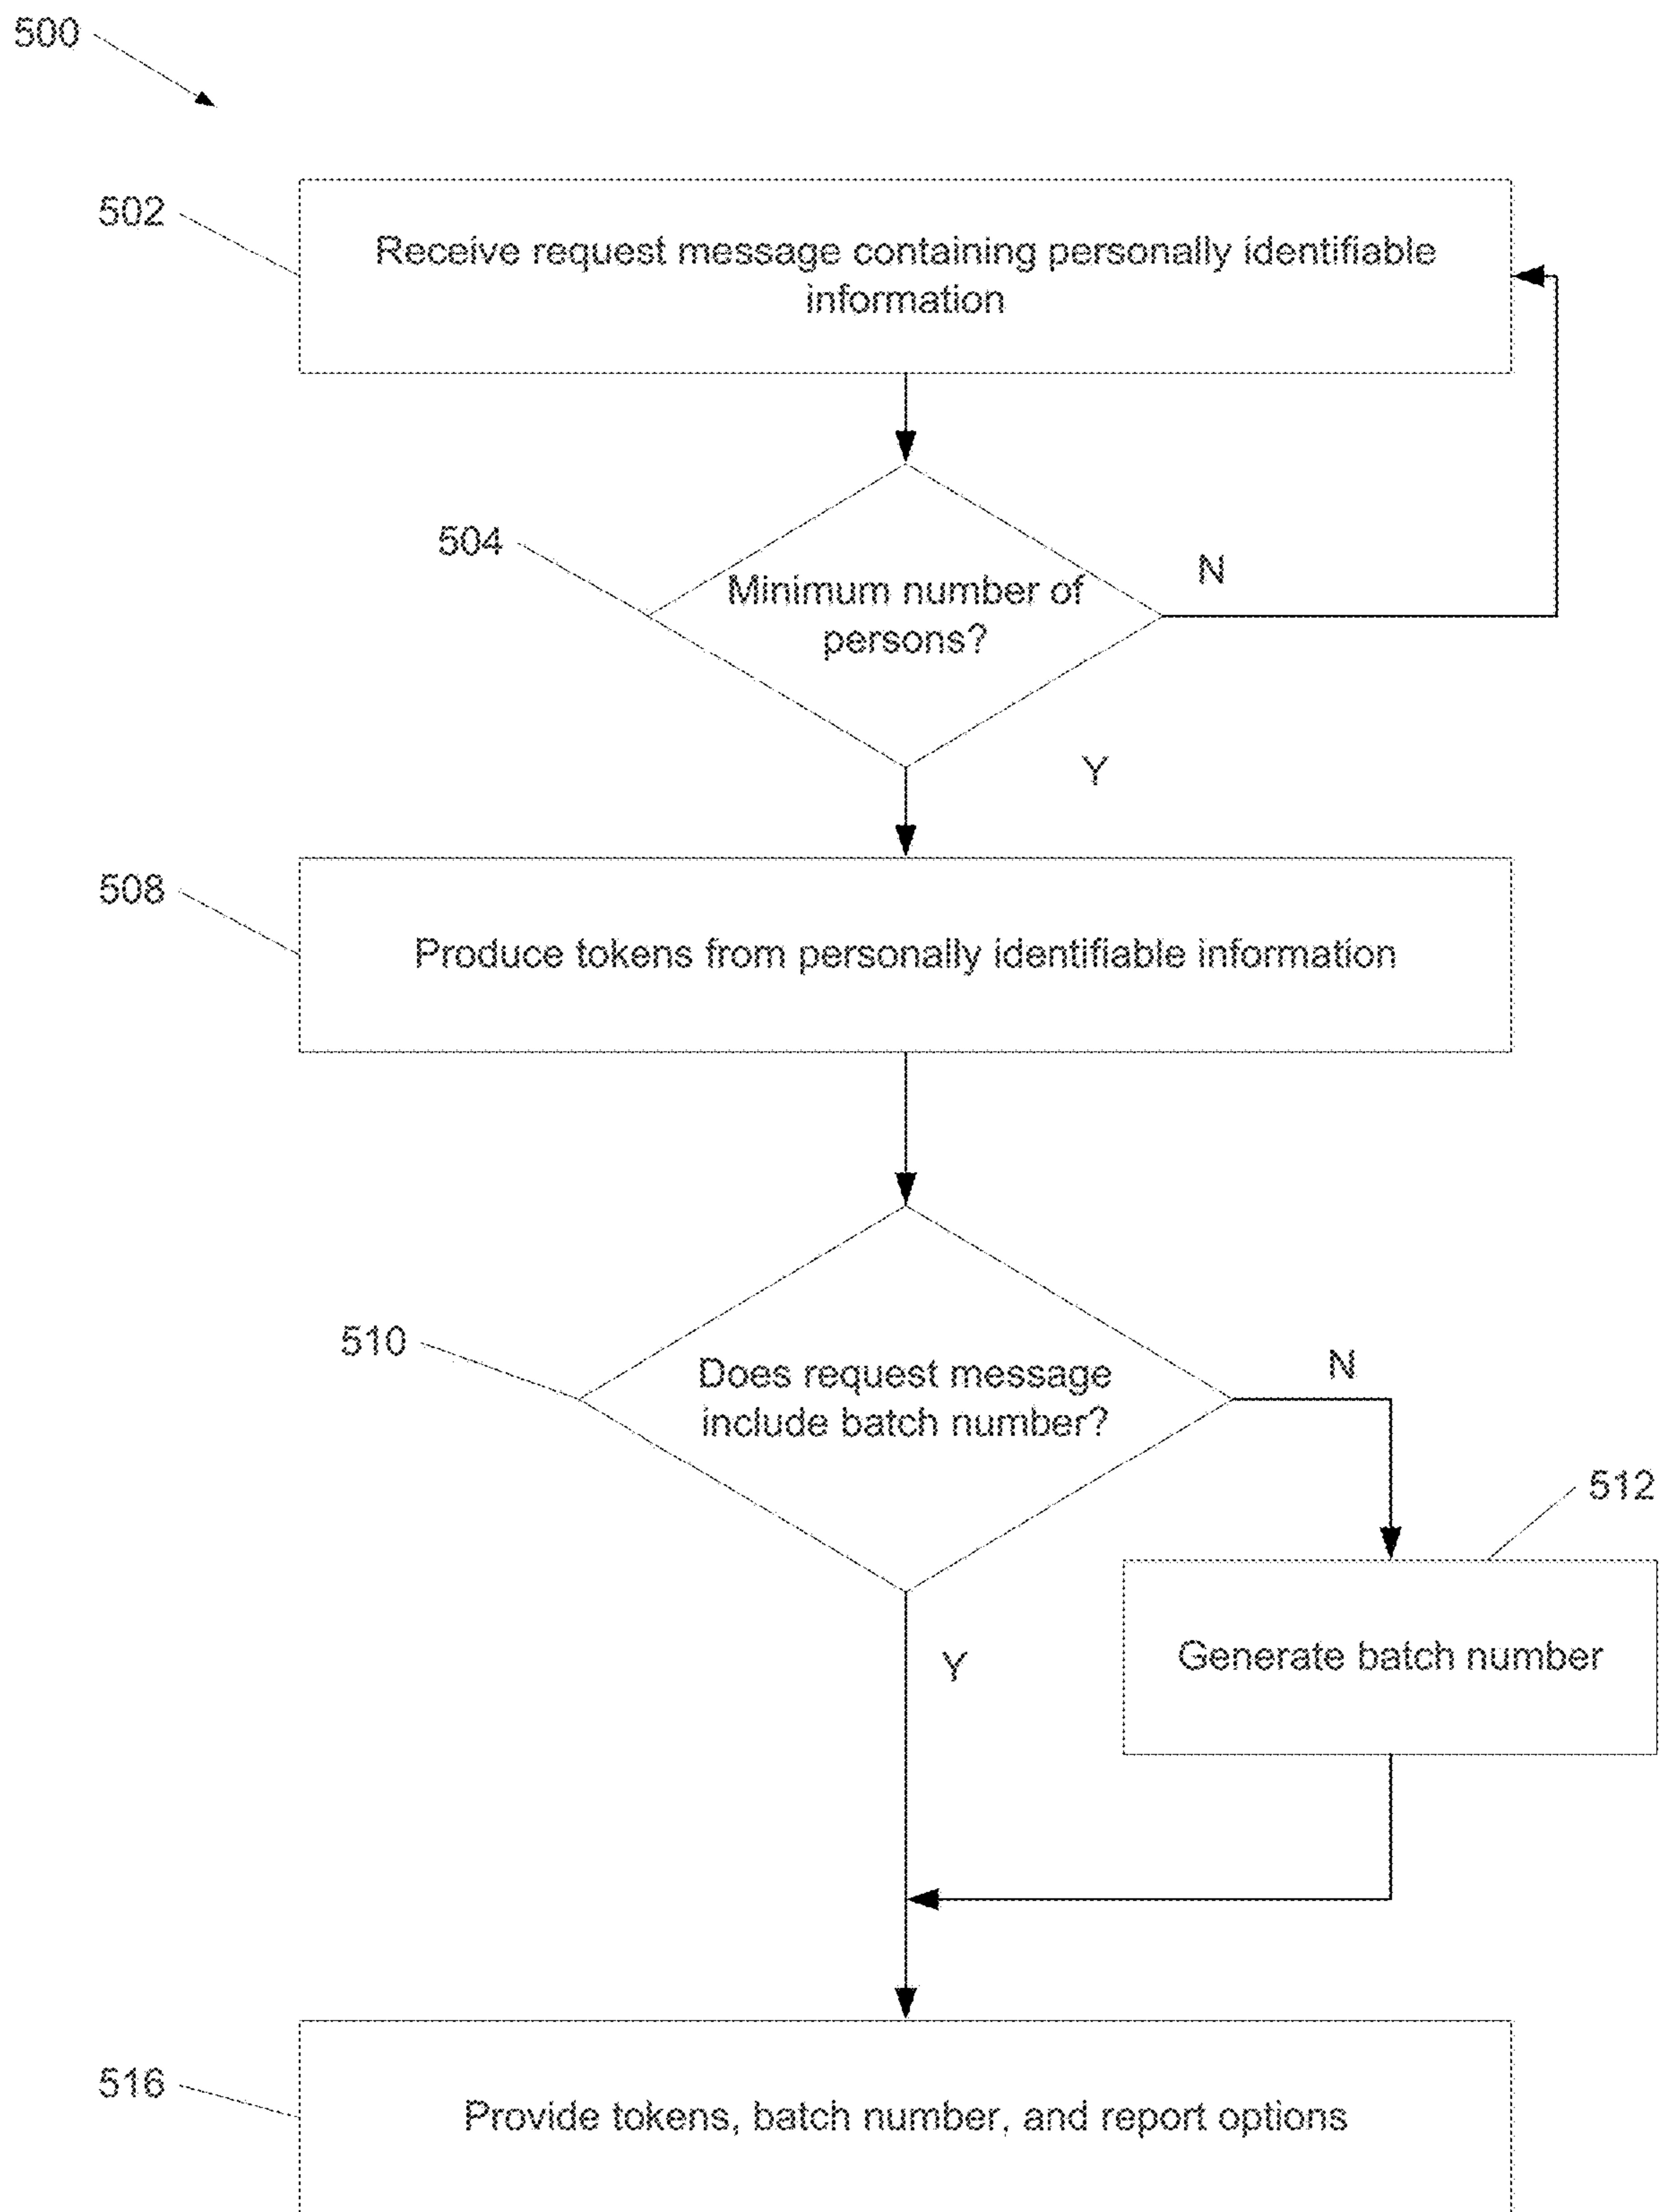 500
502
Receive request message containing personally identifiable
information
504
Minimum number of
persons?
N
Y
508
Produce tokens from personally identifiable information
510
Does request message
include batch number?
N
512
Generate batch number
Y
516
Provide tokens, batch number, and report options